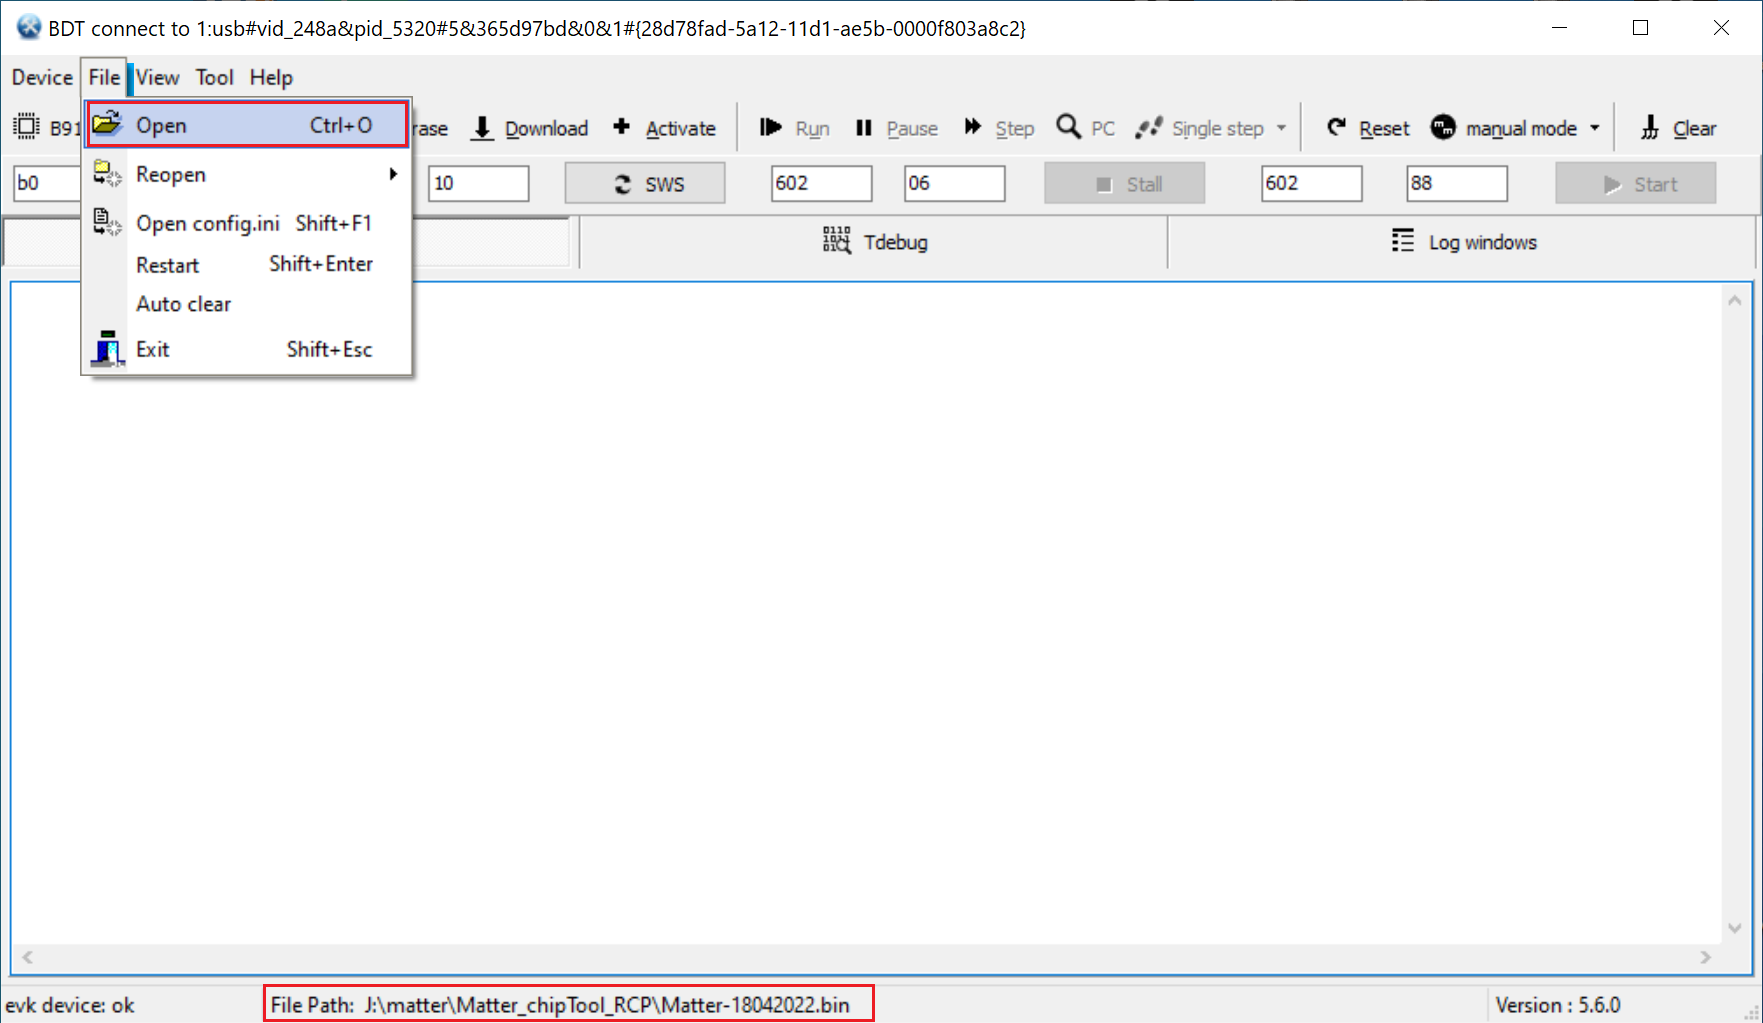 BDT connect to 1:usb#vid_248a&pid_5320#5&365d97bd&0&1#{28d78fad-5a12-11d1-ae5b-0000f803a8c2}
Device File View Tool Help
B91 rase Download Activate Run Pause Step PC Single step Reset manual mode Clear
b0 10 SWS 602 06 Stall 602 88 Start
Tdebug Log windows
Open Ctrl+O
Reopen
Open config.ini Shift+F1
Restart Shift+Enter
Auto clear
Exit Shift+Esc
evk device: ok File Path: J:\matter\Matter_chipTool_RCP\Matter-18042022.bin Version : 5.6.0